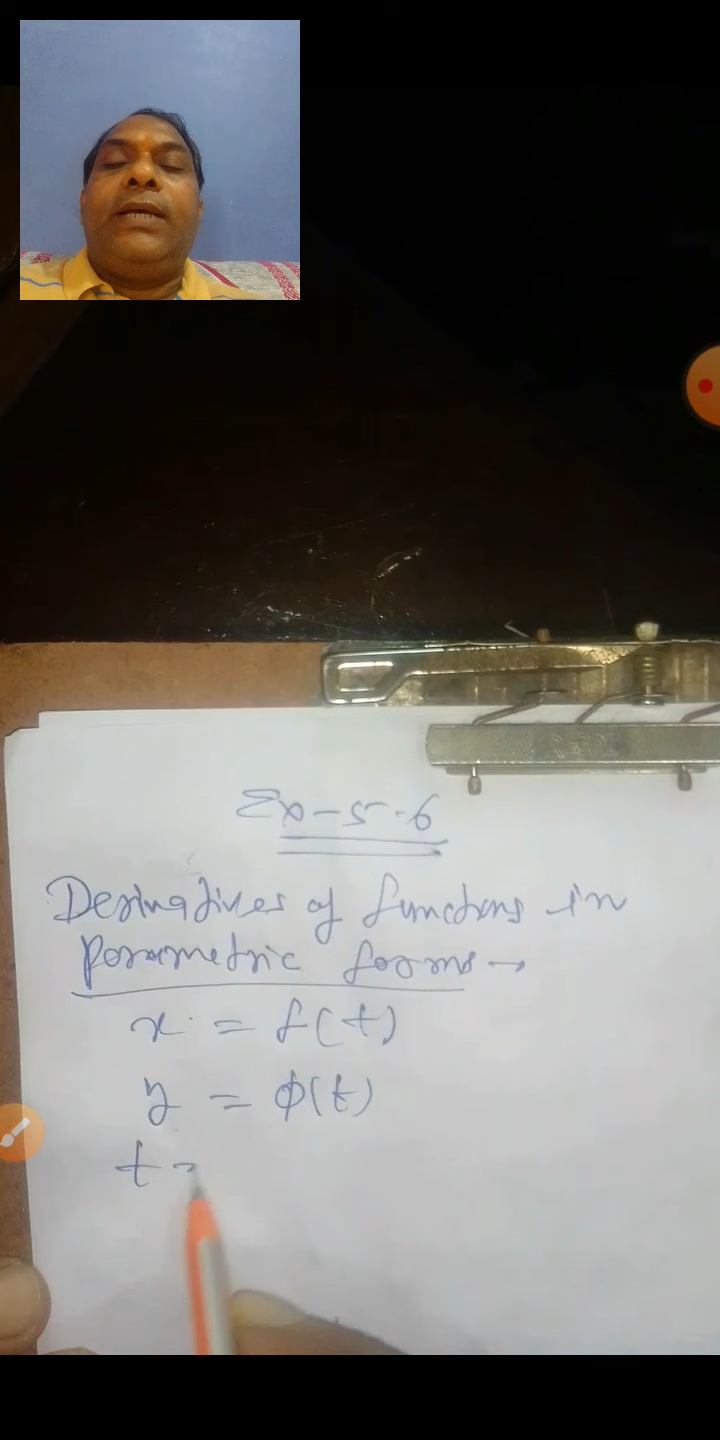 Ex-5.6
Derivatives of functions in
Parametric forms →
x = f(t)
y = φ(t)
t =